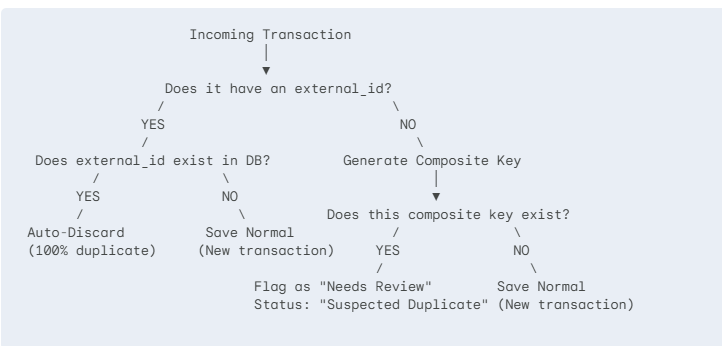 Incoming Transaction
Does it have an external_id?
YES NO
Does external_id exist in DB? Generate Composite Key
YES NO Does this composite key exist?
Auto-Discard Save Normal
(100% duplicate) (New transaction) YES NO
Flag as "Needs Review" Save Normal
Status: "Suspected Duplicate" (New transaction)